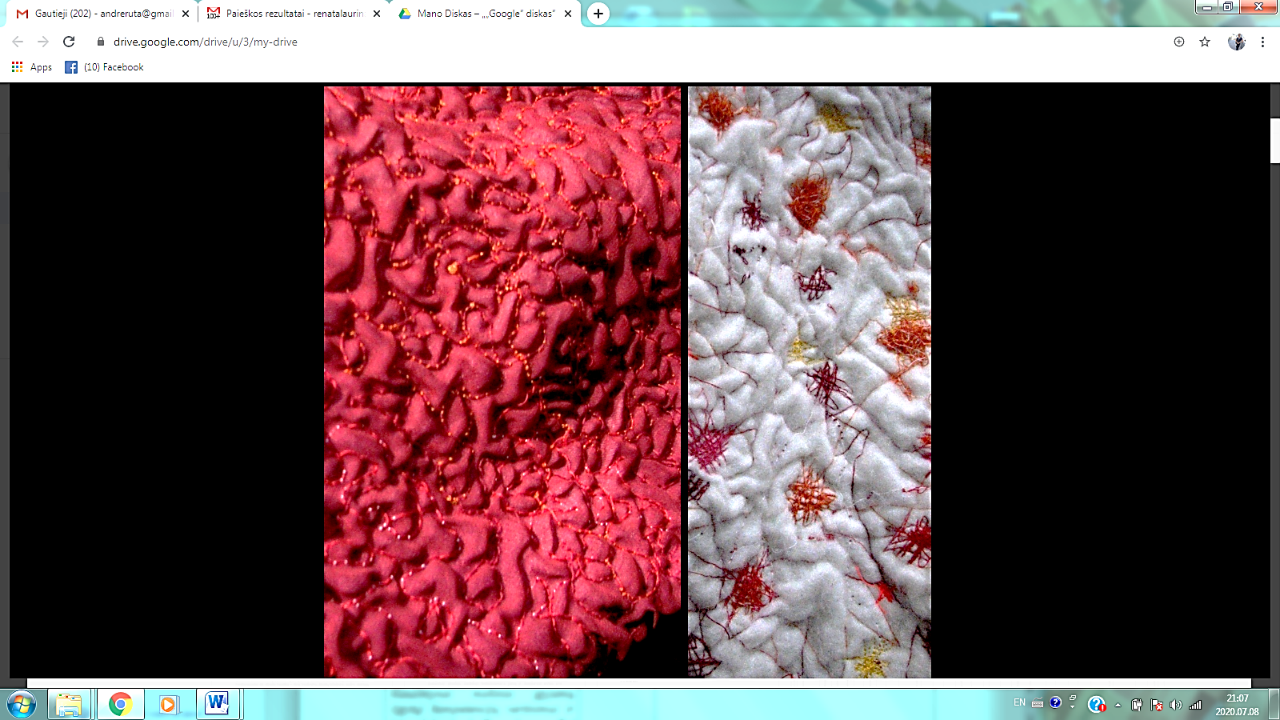 Gautieji (202) - andreruta@gmai
Paieškos rezultatai - renatalaurin
Mano Diskas – „„Google“ diskas“
drive.google.com/drive/u/3/my-drive
Apps
(10) Facebook
EN
21:07
2020.07.08